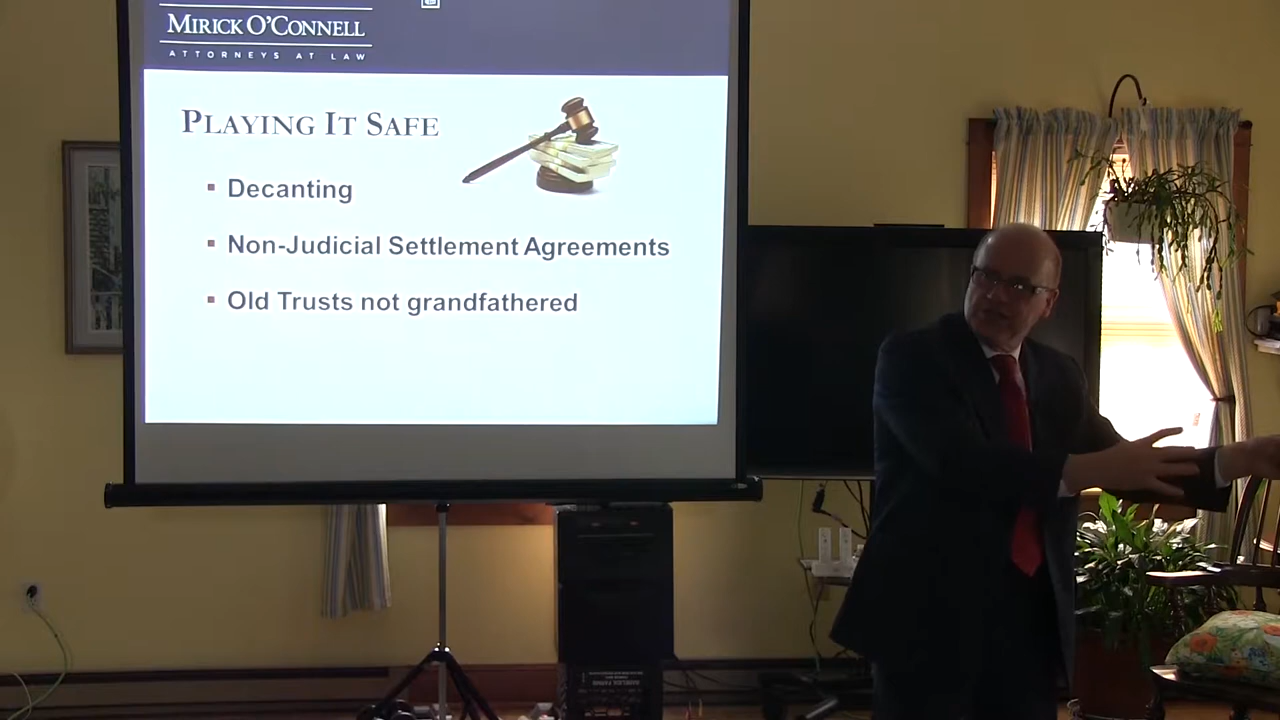 MIRICK O'CONNELL
ATTORNEYS AT LAW
PLAYING IT SAFE
Decanting
Non-Judicial Settlement Agreements
Old Trusts not grandfathered